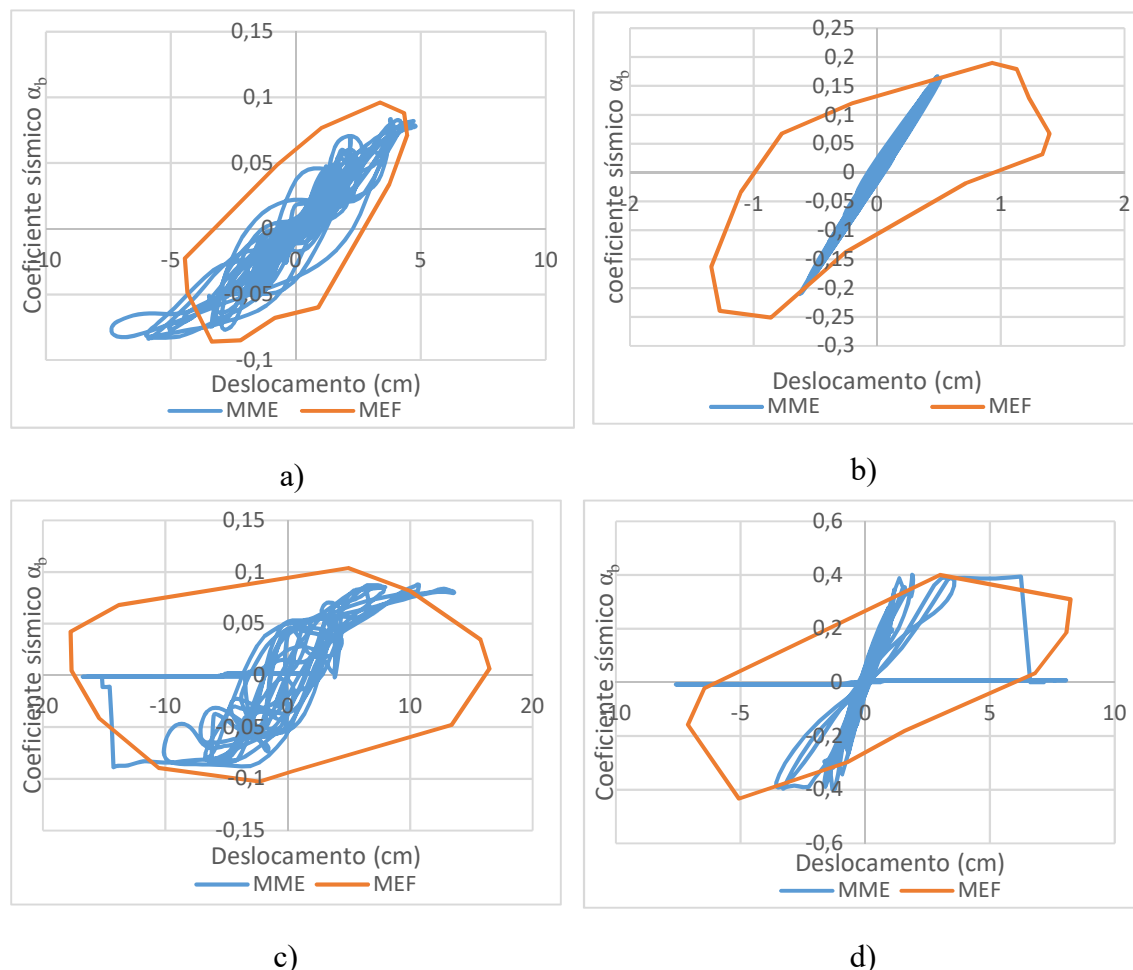 Coeficiente sísmico αb
0,15
0,1
0,05
0
-0,05
-0,1
-10
-5
0
5
10
Deslocamento (cm)
MME
MEF
a)
coeficiente sísmico αb
0,25
0,2
0,15
0,1
0,05
0
-0,05
-0,1
-0,15
-0,2
-0,25
-0,3
-2
-1
0
1
2
Deslocamento (cm)
MME
MEF
b)
Coeficiente sísmico αb
0,15
0,1
0,05
0
-0,05
-0,1
-0,15
-20
-10
0
10
20
Deslocamento (cm)
MME
MEF
c)
Coeficiente sísmico αb
0,6
0,4
0,2
0
-0,2
-0,4
-0,6
-10
-5
0
5
10
Deslocamento (cm)
MME
MEF
d)